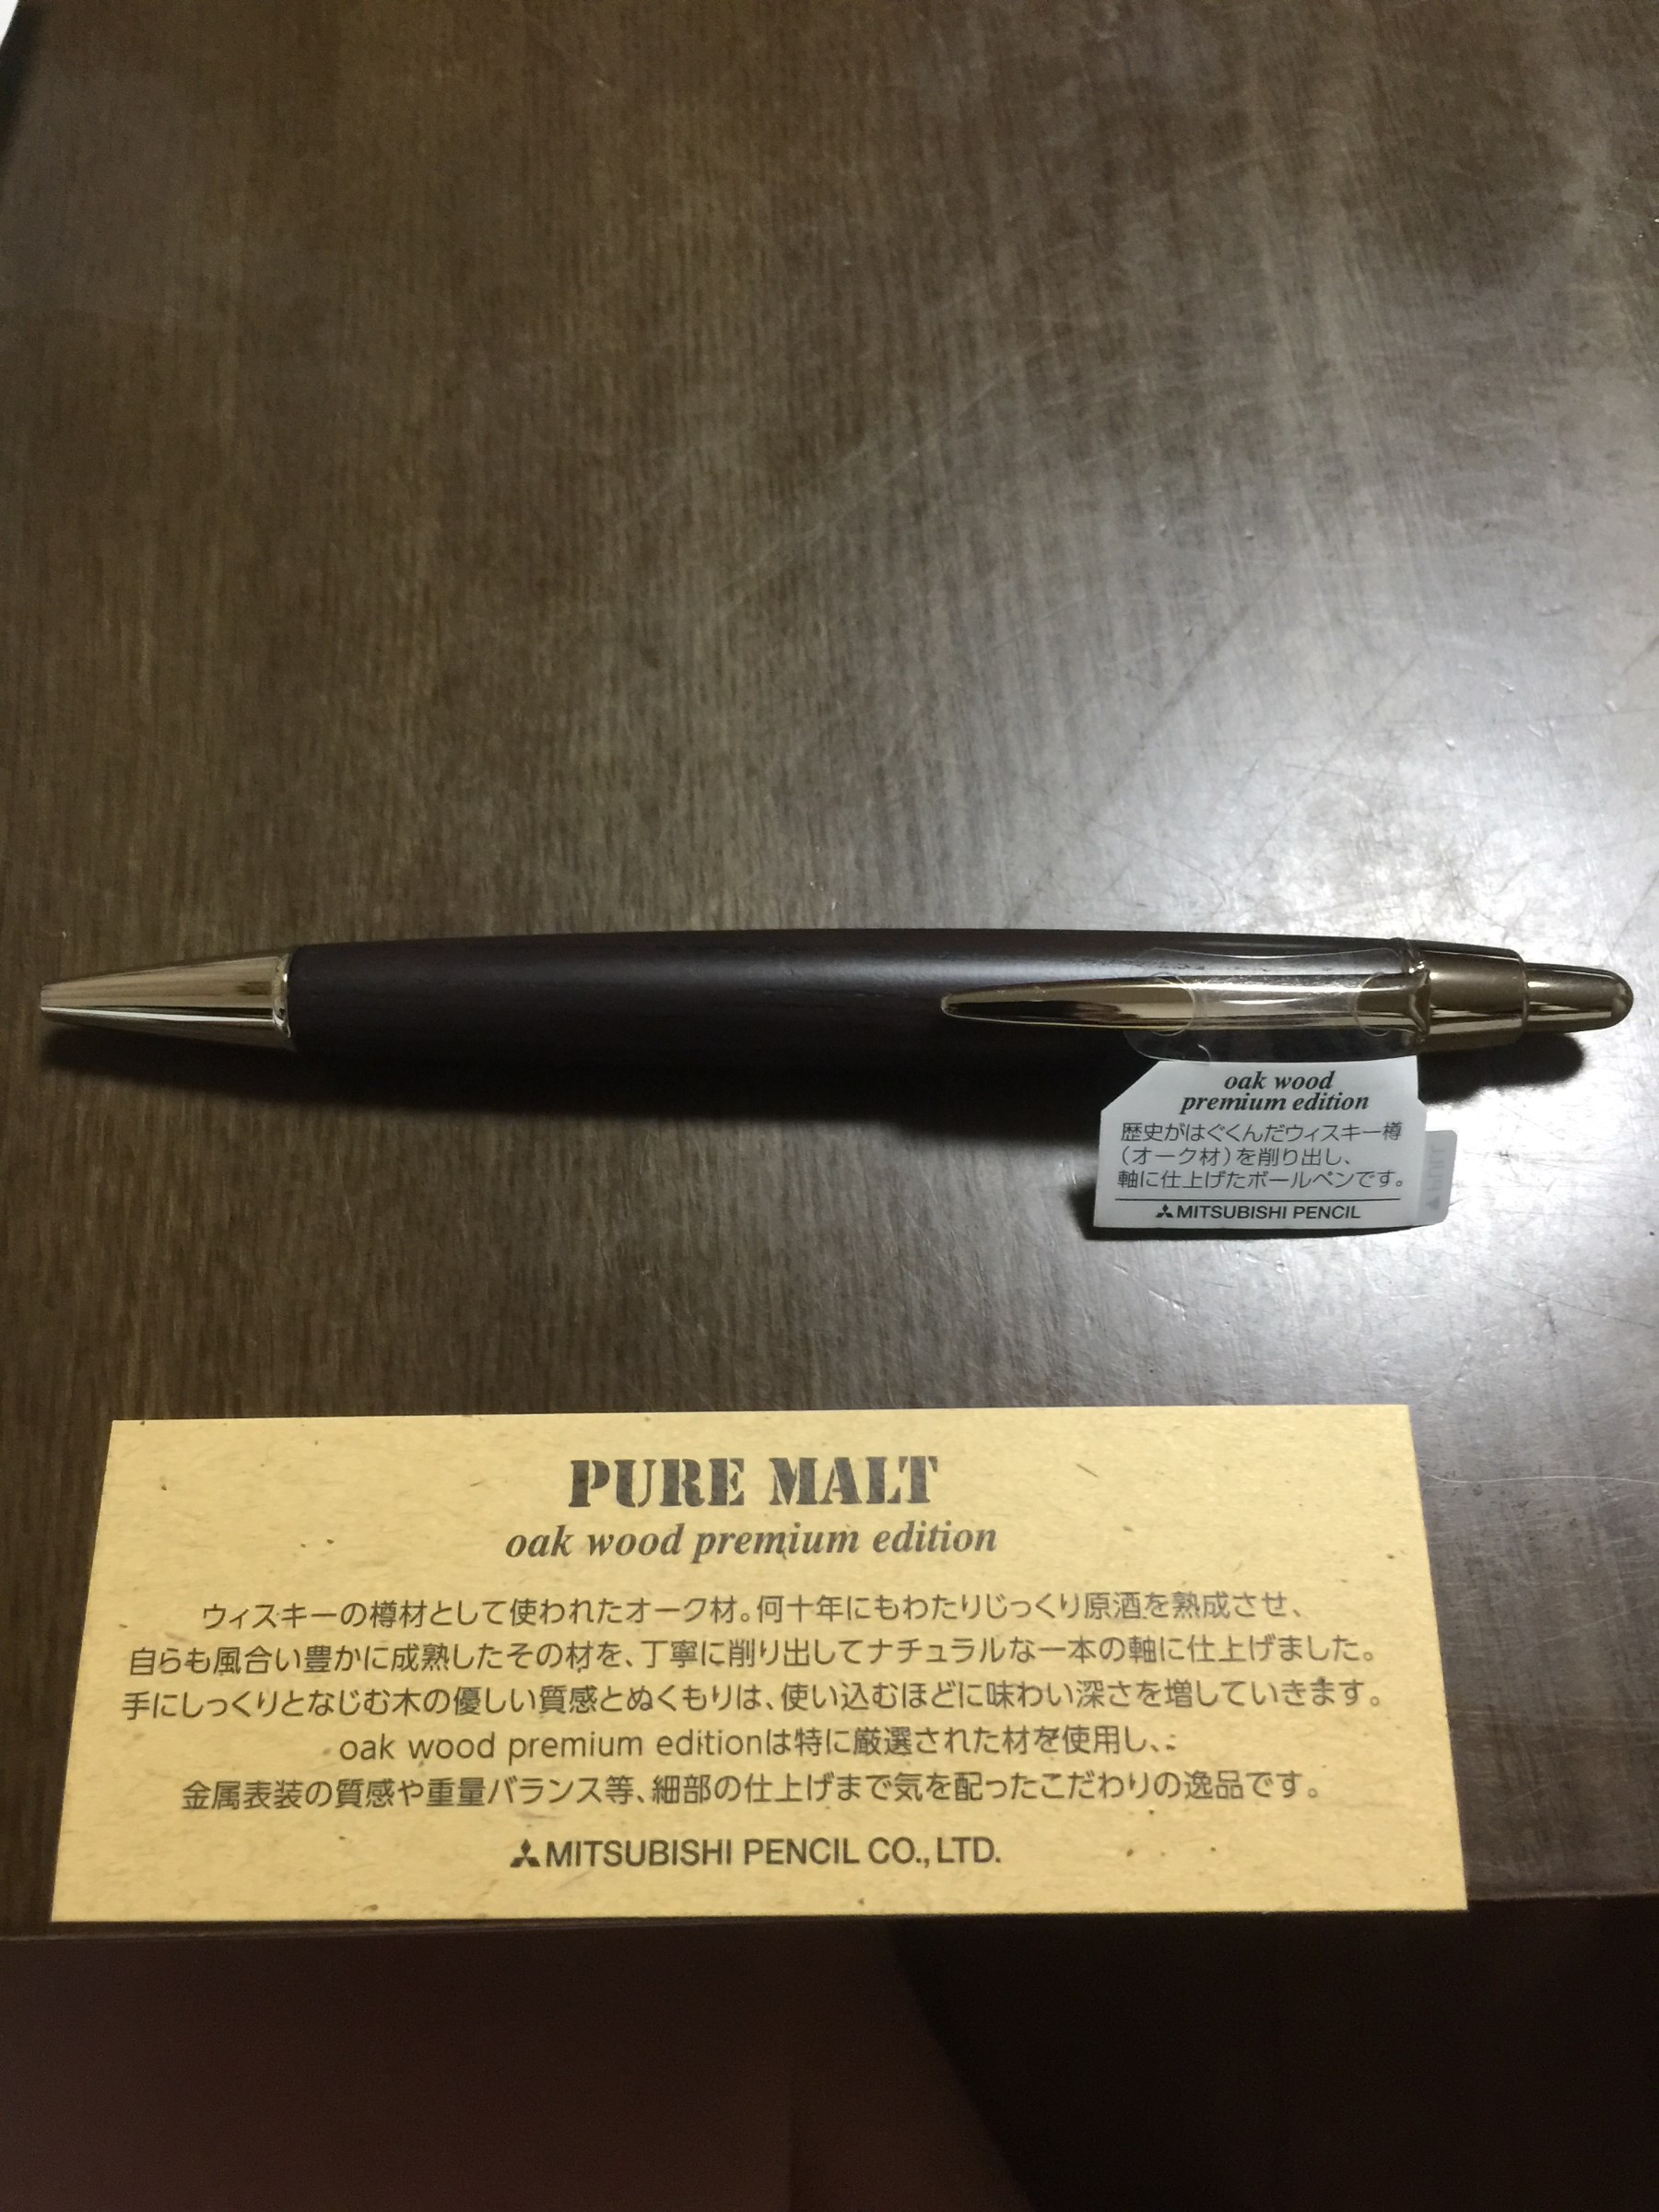 oak wood
premium edition
歴史がはぐくんだウィスキー樽
(オーク材)を削り出し、
軸に仕上げたボールペンです。
MITSUBISHI PENCIL
PURE MALT
oak wood premium edition
ウィスキーの樽材として使われたオーク材。何十年にもわたりじっくり原酒を熟成させ、
自らも風合い豊かに成熟したその材を、丁寧に削り出してナチュラルな一本の軸に仕上げました。
手にしっくりとなじむ木の優しい質感とぬくもりは、使い込むほどに味わい深さを増していきます。
oak wood premium editionは特に厳選された材を使用し、
金属表装の質感や重量バランス等、細部の仕上げまで気を配ったこだわりの逸品です。
MITSUBISHI PENCIL CO., LTD.